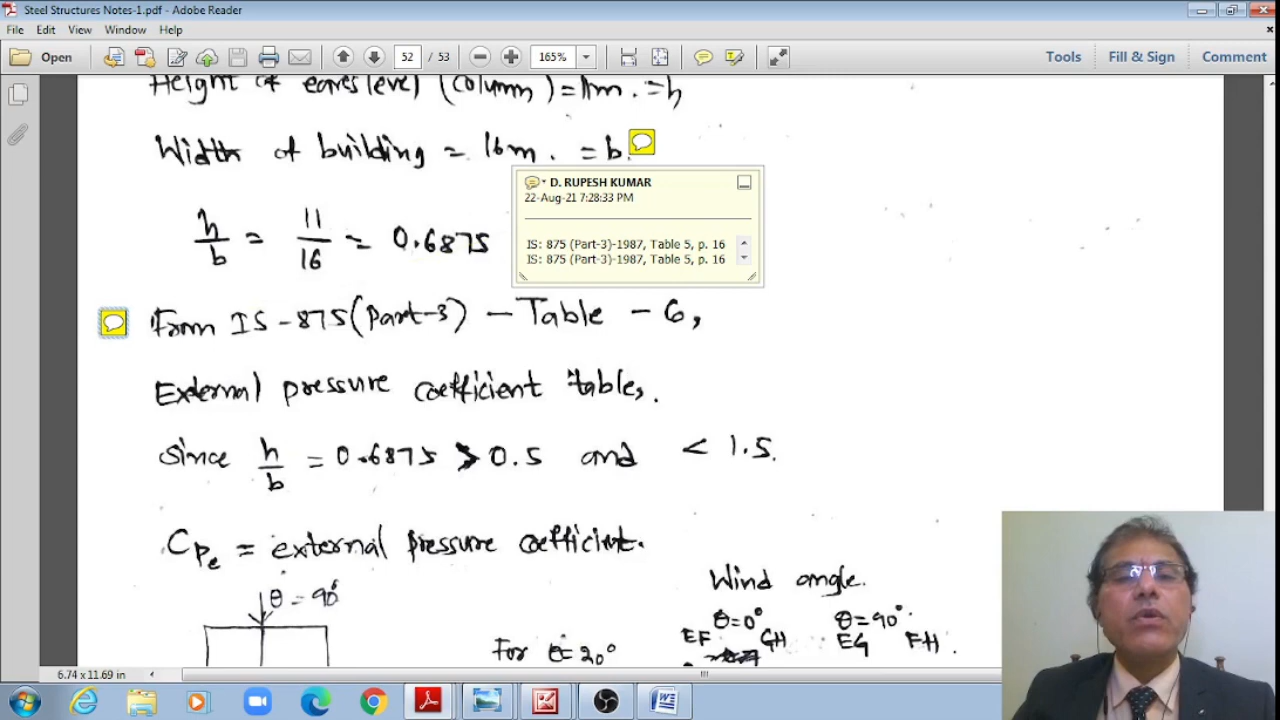 Steel Structures Notes-1.pdf - Adobe Reader
File Edit View Window Help
Open 52 / 53 165% Tools Fill & Sign Comment
Height of eaves level (column) = 11m. = h
Width of building = 16m. = b.
D. RUPESH KUMAR
22-Aug-21 7:28:33 PM
IS: 875 (Part-3)-1987, Table 5, p. 16
IS: 875 (Part-3)-1987, Table 5, p. 16
h/b = 11/16 = 0.6875
From IS-875(Part-3) - Table - 6,
External pressure coefficient tables.
Since h/b = 0.6875 > 0.5 and < 1.5.
Cpe = external pressure coefficient.
θ = 90°
Wind angle.
θ=0° θ=90°.
EF GH EG FH.
For θ=20°
6.74 x 11.69 in